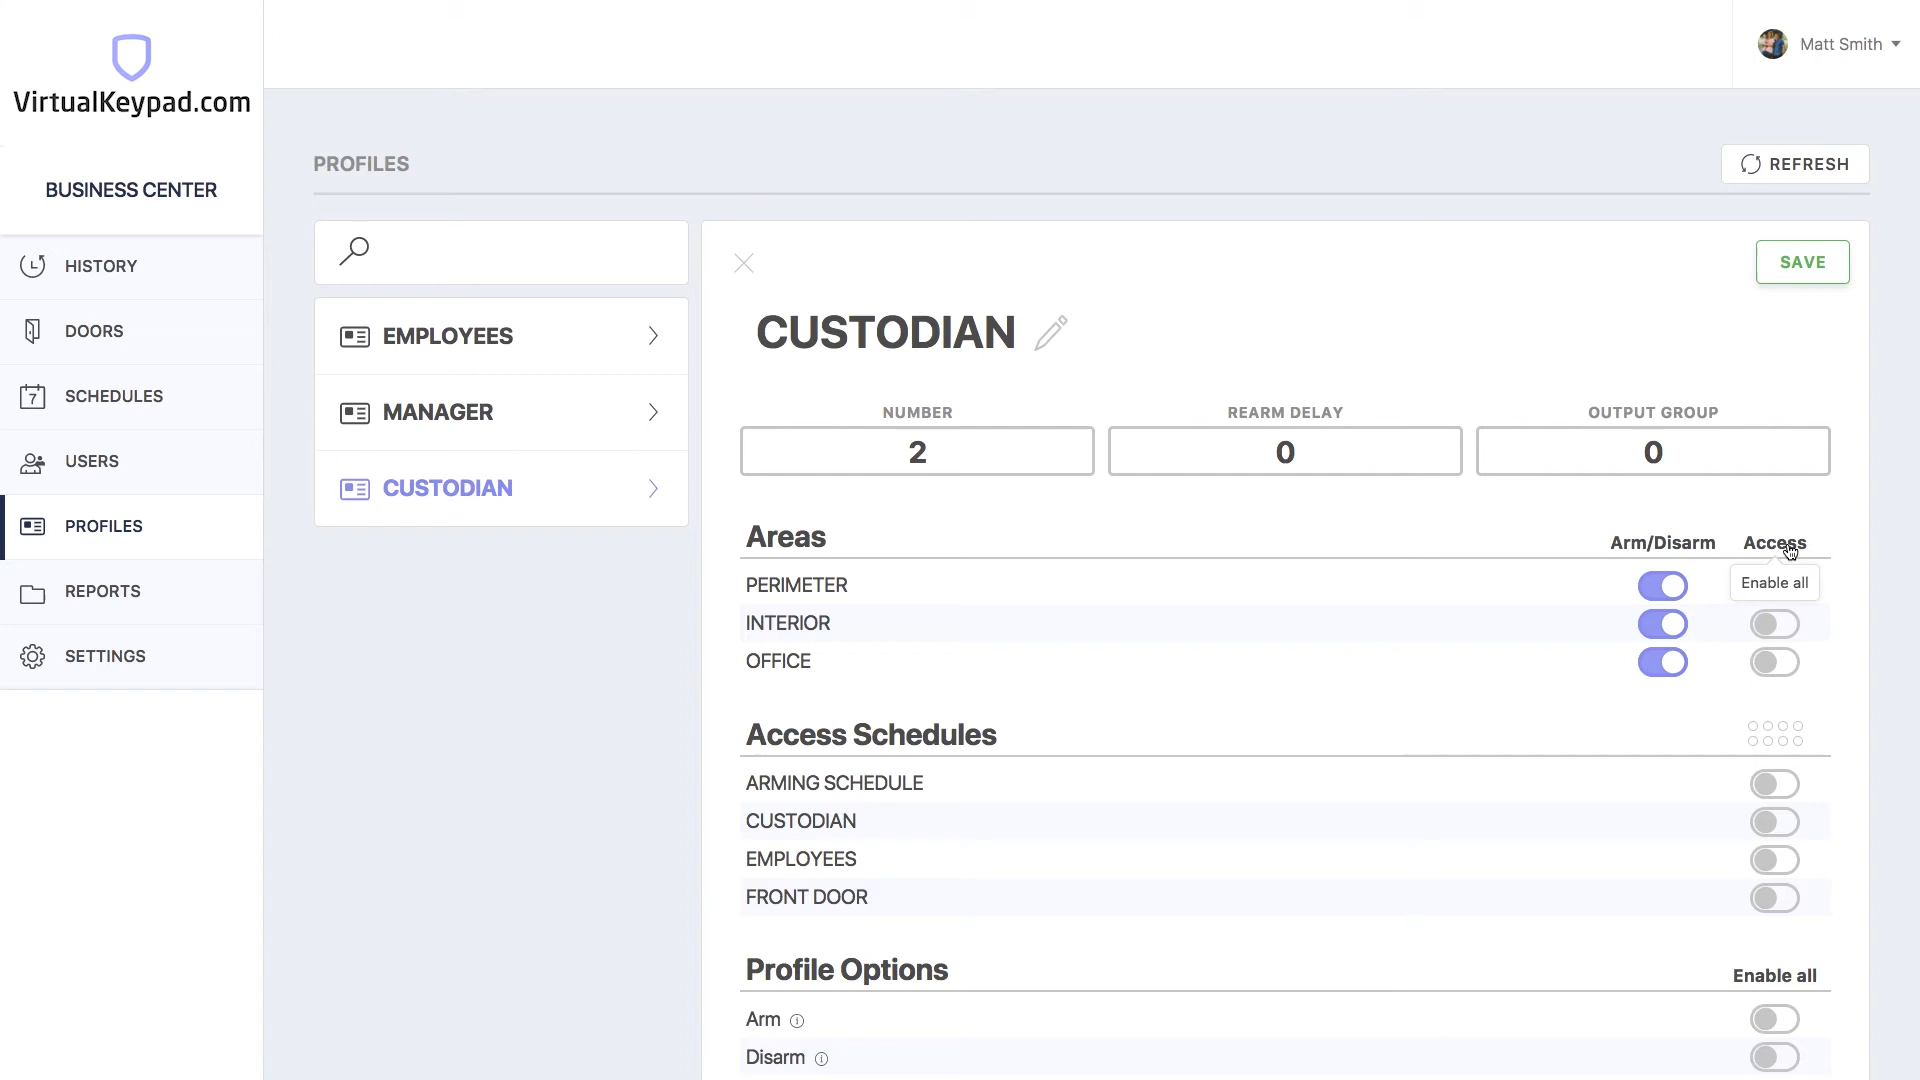 VirtualKeypad.com
BUSINESS CENTER
HISTORY
DOORS
7
SCHEDULES
USERS
PROFILES
REPORTS
SETTINGS
Matt Smith
PROFILES
REFRESH
EMPLOYEES
MANAGER
CUSTODIAN
SAVE
CUSTODIAN
NUMBER REARM DELAY OUTPUT GROUP
2 0 0
Areas Arm/Disarm Access
PERIMETER Enable all
INTERIOR
OFFICE
Access Schedules
ARMING SCHEDULE
CUSTODIAN
EMPLOYEES
FRONT DOOR
Profile Options Enable all
Arm
Disarm